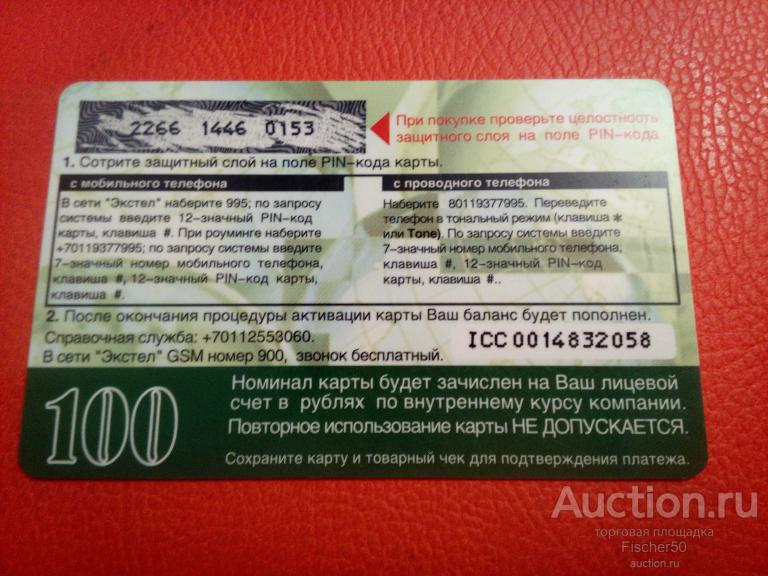 2266 1446 0153
При покупке проверьте целостность
защитного слоя на поле PIN-кода
1. Сотрите защитный слой на поле PIN-кода карты.
с мобильного телефона
В сети "Экстел" наберите 995; по запросу
системы введите 12-значный PIN-код
карты, клавиша #. При роуминге наберите
+70119377995; по запросу системы введите
7-значный номер мобильного телефона,
клавиша #, 12-значный PIN-код карты,
клавиша #.
с проводного телефона
Наберите 80119377995. Переведите
телефон в тональный режим (клавиша *
или Tone). По запросу системы введите
7-значный номер мобильного телефона,
клавиша #, 12-значный PIN-код
карты, клавиша #..
2. После окончания процедуры активации карты Ваш баланс будет пополнен.
Справочная служба: +70112553060.
В сети "Экстел" GSM номер 900, звонок бесплатный.
ICC 0014832058
100
Номинал карты будет зачислен на Ваш лицевой
счет в рублях по внутреннему курсу компании.
Повторное использование карты НЕ ДОПУСКАЕТСЯ.
Сохраните карту и товарный чек для подтверждения платежа.
Auction.ru
торговая площадка
Fischer50
auction.ru